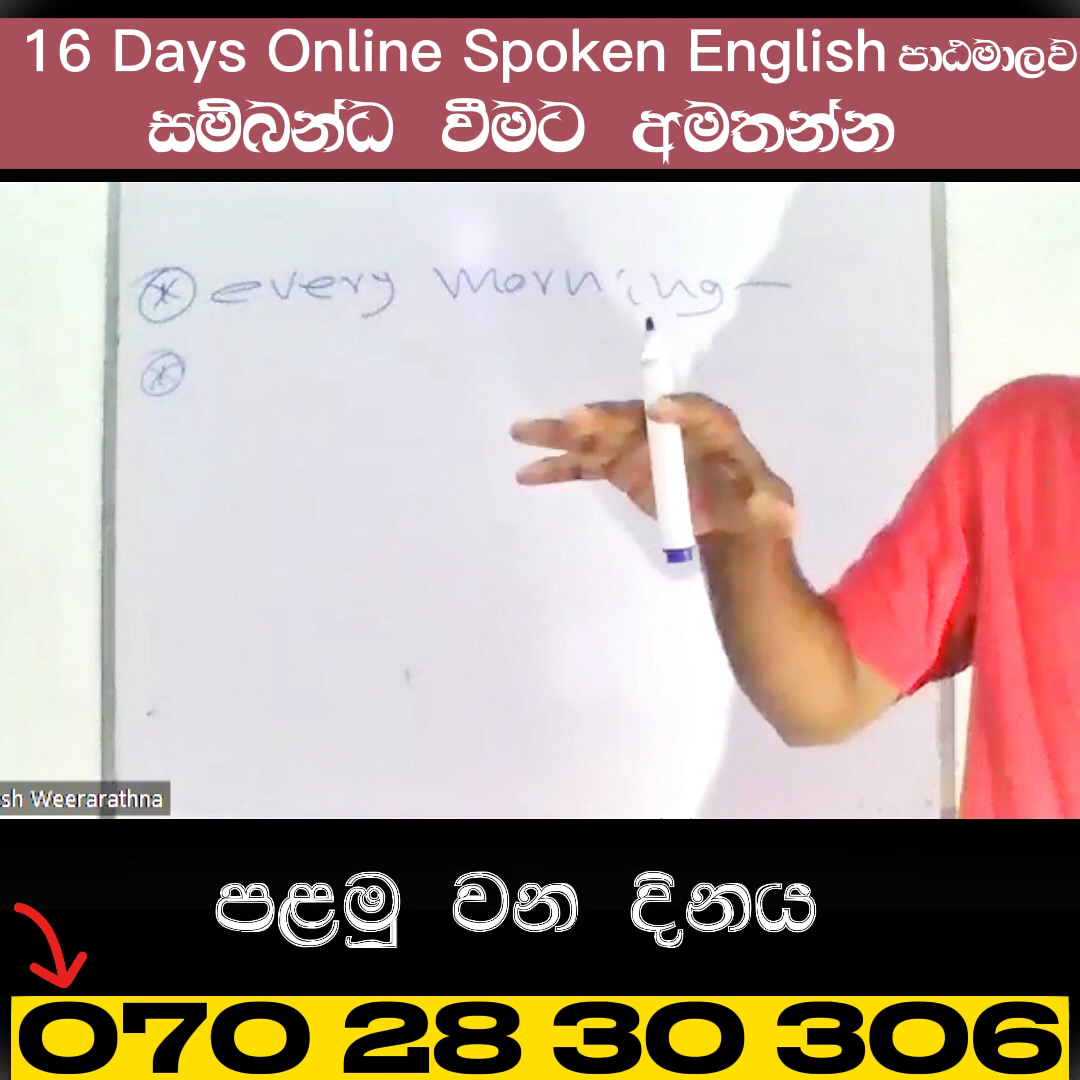 16 Days Online Spoken English පාඨමාලව
සම්බන්ධ වීමට අමතන්න
every morning -
sh Weerarathna
පළමු වන දිනය
070 28 30 306